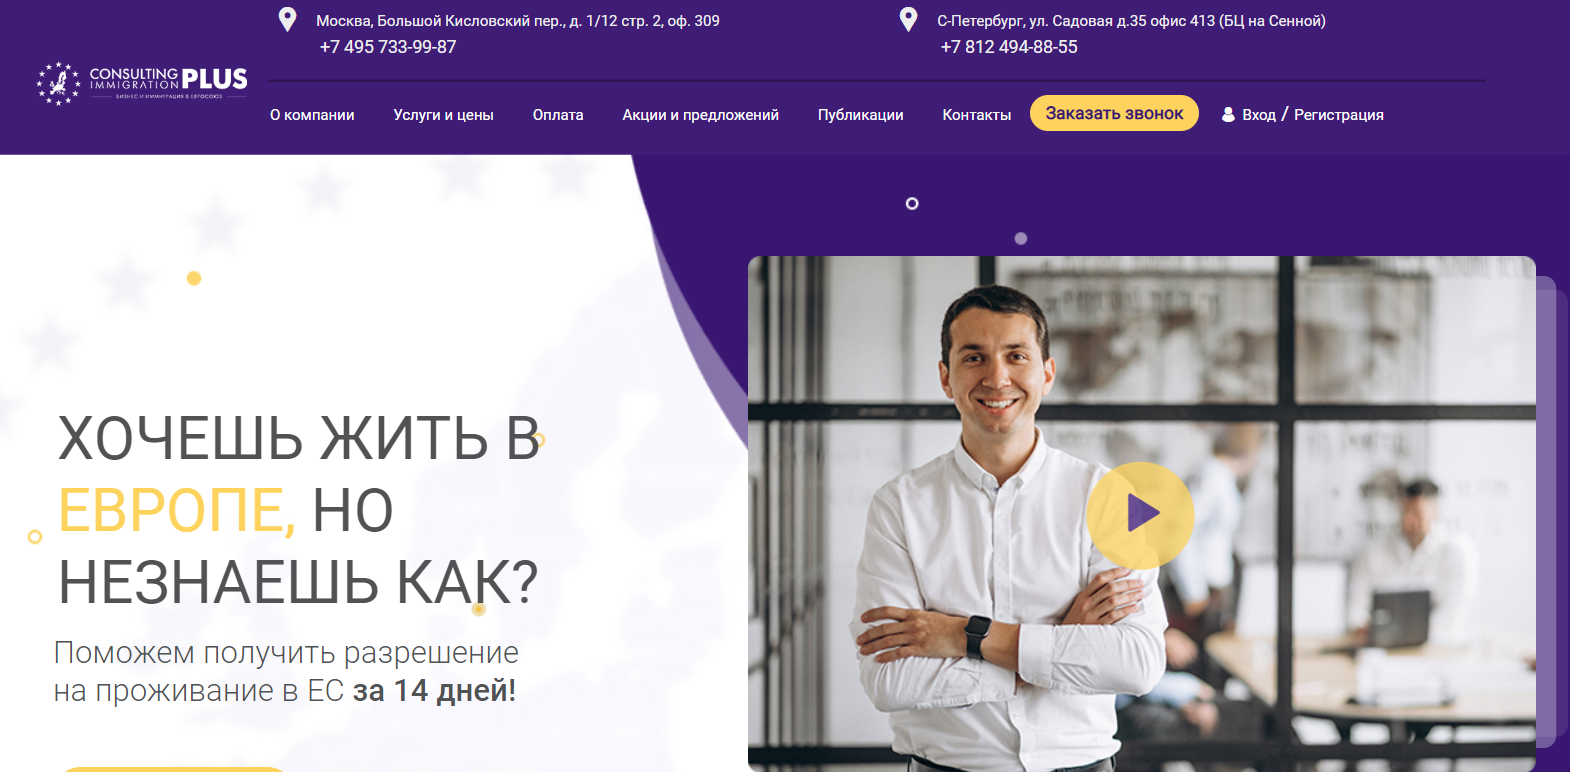 Москва, Большой Кисловский пер., д. 1/12 стр. 2, оф. 309
+7 495 733-99-87
С-Петербург, ул. Садовая д.35 офис 413 (БЦ на Сенной)
+7 812 494-88-55
CONSULTING
IMMIGRATION PLUS
БИЗНЕС И ИММИГРАЦИЯ В ЕВРОСОЮЗ
О компании Услуги и цены Оплата Акции и предложений Публикации Контакты Заказать звонок Вход / Регистрация
ХОЧЕШЬ ЖИТЬ В
ЕВРОПЕ, НО
НЕЗНАЕШЬ КАК?
Поможем получить разрешение
на проживание в ЕС за 14 дней!